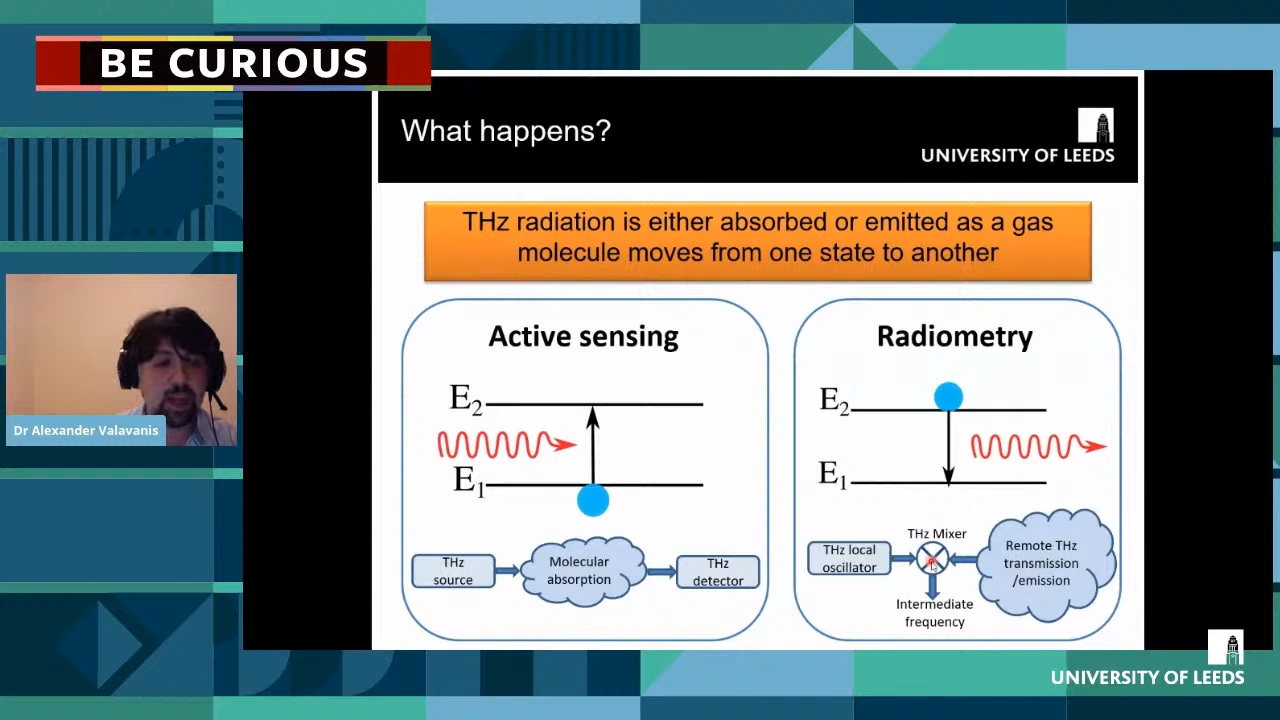 BE CURIOUS
What happens?
UNIVERSITY OF LEEDS
THz radiation is either absorbed or emitted as a gas
molecule moves from one state to another
Active sensing
E2
E1
THz
source
Molecular
absorption
THz
detector
Radiometry
E2
E1
THz Mixer
THz local
oscillator
Remote THz
transmission
/emission
Intermediate
frequency
Dr Alexander Valavanis
UNIVERSITY OF LEEDS